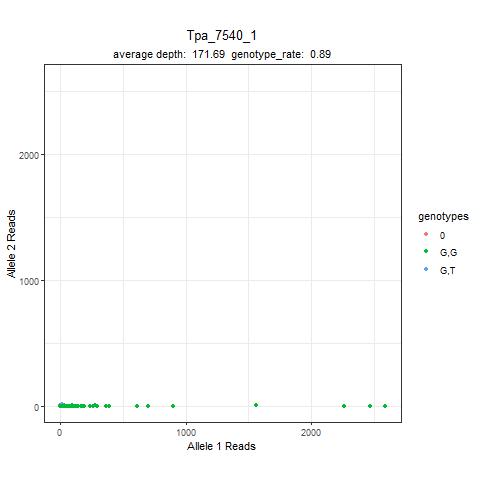 Tpa_7540_1
average depth: 171.69 genotype_rate: 0.89
Allele 2 Reads
2000
1000
0
0 1000 2000
Allele 1 Reads
genotypes
0
G,G
G,T